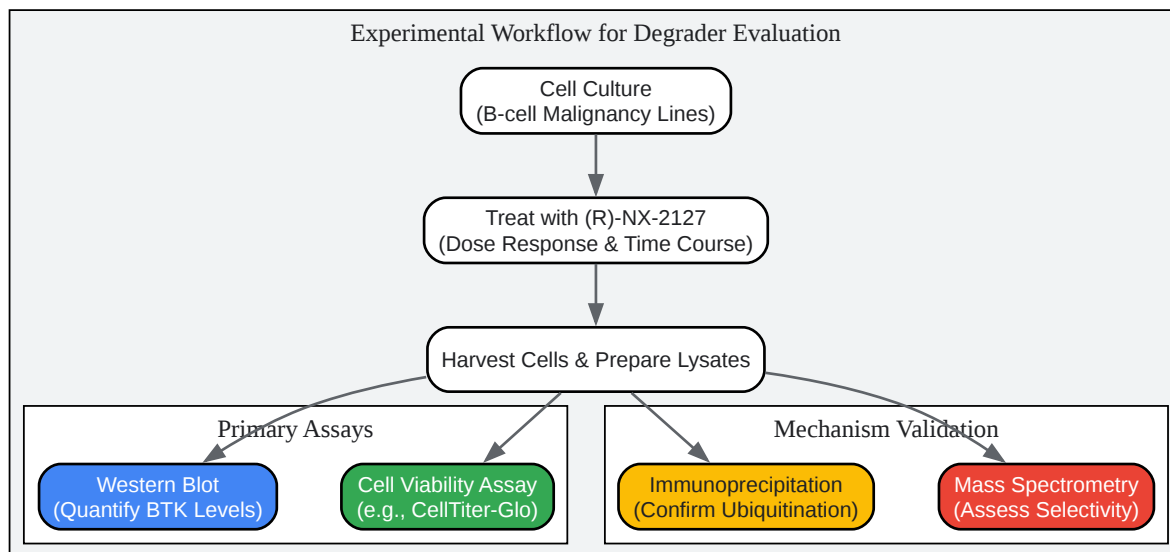 Experimental Workflow for Degrader Evaluation
Cell Culture
(B-cell Malignancy Lines)
Treat with (R)-NX-2127
(Dose Response & Time Course)
Harvest Cells & Prepare Lysates
Primary Assays
Western Blot
(Quantify BTK Levels)
Cell Viability Assay
(e.g., CellTiter-Glo)
Mechanism Validation
Immunoprecipitation
(Confirm Ubiquitination)
Mass Spectrometry
(Assess Selectivity)